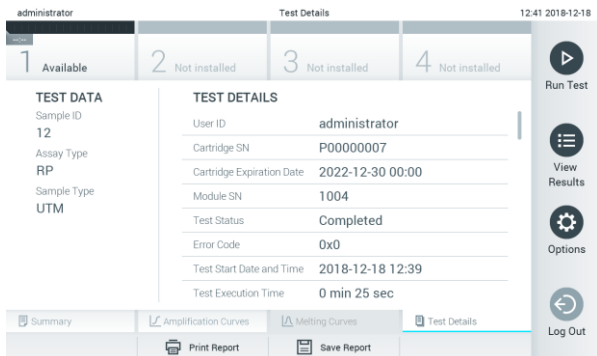 administrator Test Details 12:41 2018-12-18
1 Available 2 Not installed 3 Not installed 4 Not installed
Run Test
TEST DATA
Sample ID
12
Assay Type
RP
Sample Type
UTM
TEST DETAILS
User ID administrator
Cartridge SN P00000007
Cartridge Expiration Date 2022-12-30 00:00
Module SN 1004
Test Status Completed
Error Code 0x0
Test Start Date and Time 2018-12-18 12:39
Test Execution Time 0 min 25 sec
View
Results
Options
Log Out
Summary Amplification Curves Melting Curves Test Details
Print Report Save Report